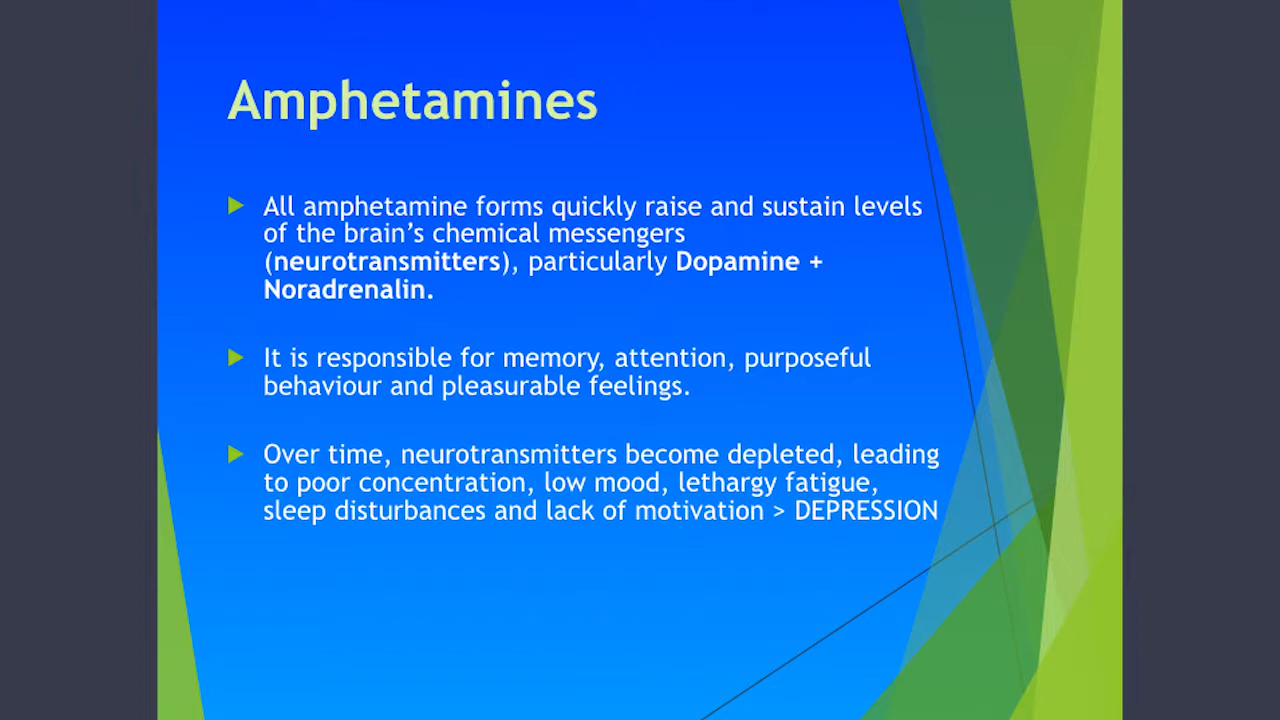 Amphetamines
All amphetamine forms quickly raise and sustain levels
of the brain’s chemical messengers
(neurotransmitters), particularly Dopamine +
Noradrenalin.
It is responsible for memory, attention, purposeful
behaviour and pleasurable feelings.
Over time, neurotransmitters become depleted, leading
to poor concentration, low mood, lethargy fatigue,
sleep disturbances and lack of motivation > DEPRESSION